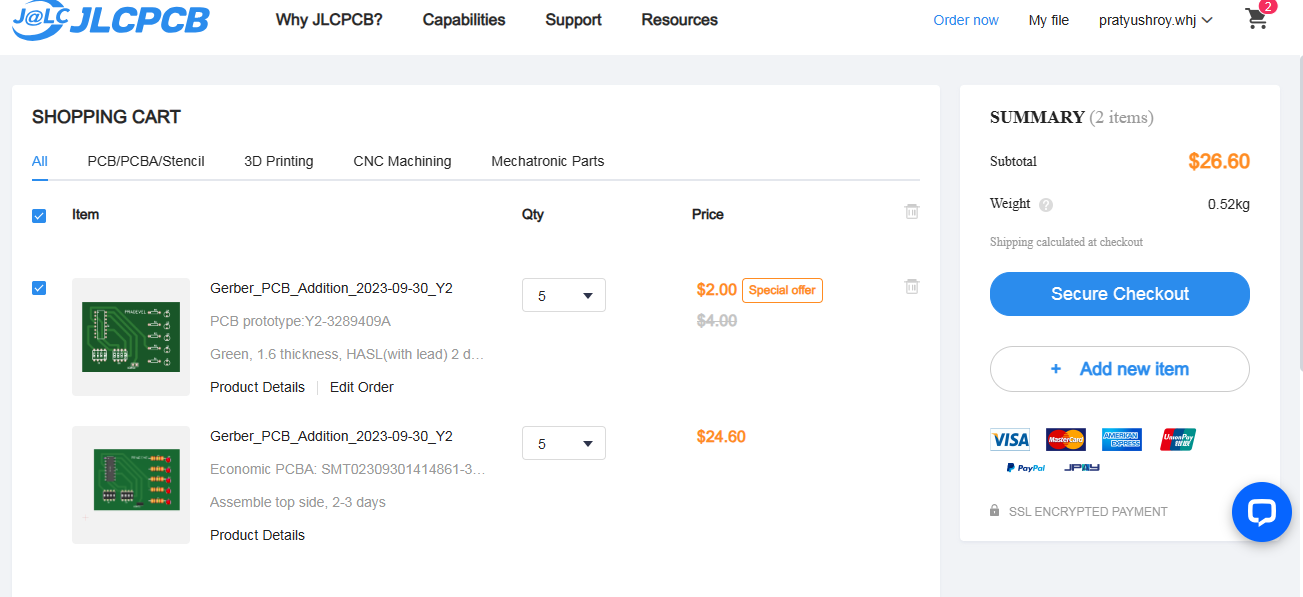 J@LC JLCPCB
Why JLCPCB? Capabilities Support Resources
Order now My file pratyushroy.whj 2
SHOPPING CART
All PCB/PCBA/Stencil 3D Printing CNC Machining Mechatronic Parts
Item Qty Price
Gerber_PCB_Addition_2023-09-30_Y2 5 $2.00 Special offer
PCB prototype:Y2-3289409A $4.00
Green, 1.6 thickness, HASL(with lead) 2 d…
Product Details Edit Order
Gerber_PCB_Addition_2023-09-30_Y2 5 $24.60
Economic PCBA: SMT02309301414861-3…
Assemble top side, 2-3 days
Product Details
SUMMARY (2 items)
Subtotal $26.60
Weight ? 0.52kg
Shipping calculated at checkout
Secure Checkout
+ Add new item
VISA MasterCard AMERICAN EXPRESS UnionPay 银联
PayPal JPAY
SSL ENCRYPTED PAYMENT